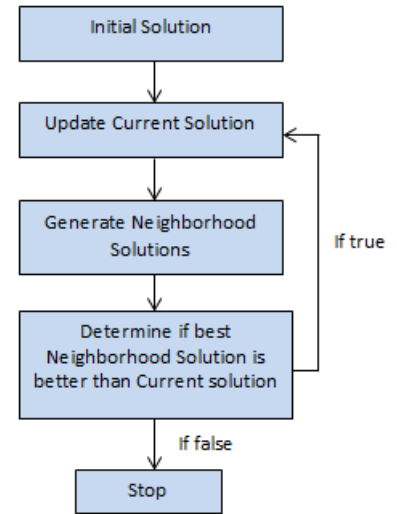 Initial Solution
Update Current Solution
Generate Neighborhood
Solutions
If true
Determine if best
Neighborhood Solution is
better than Current solution
If false
Stop